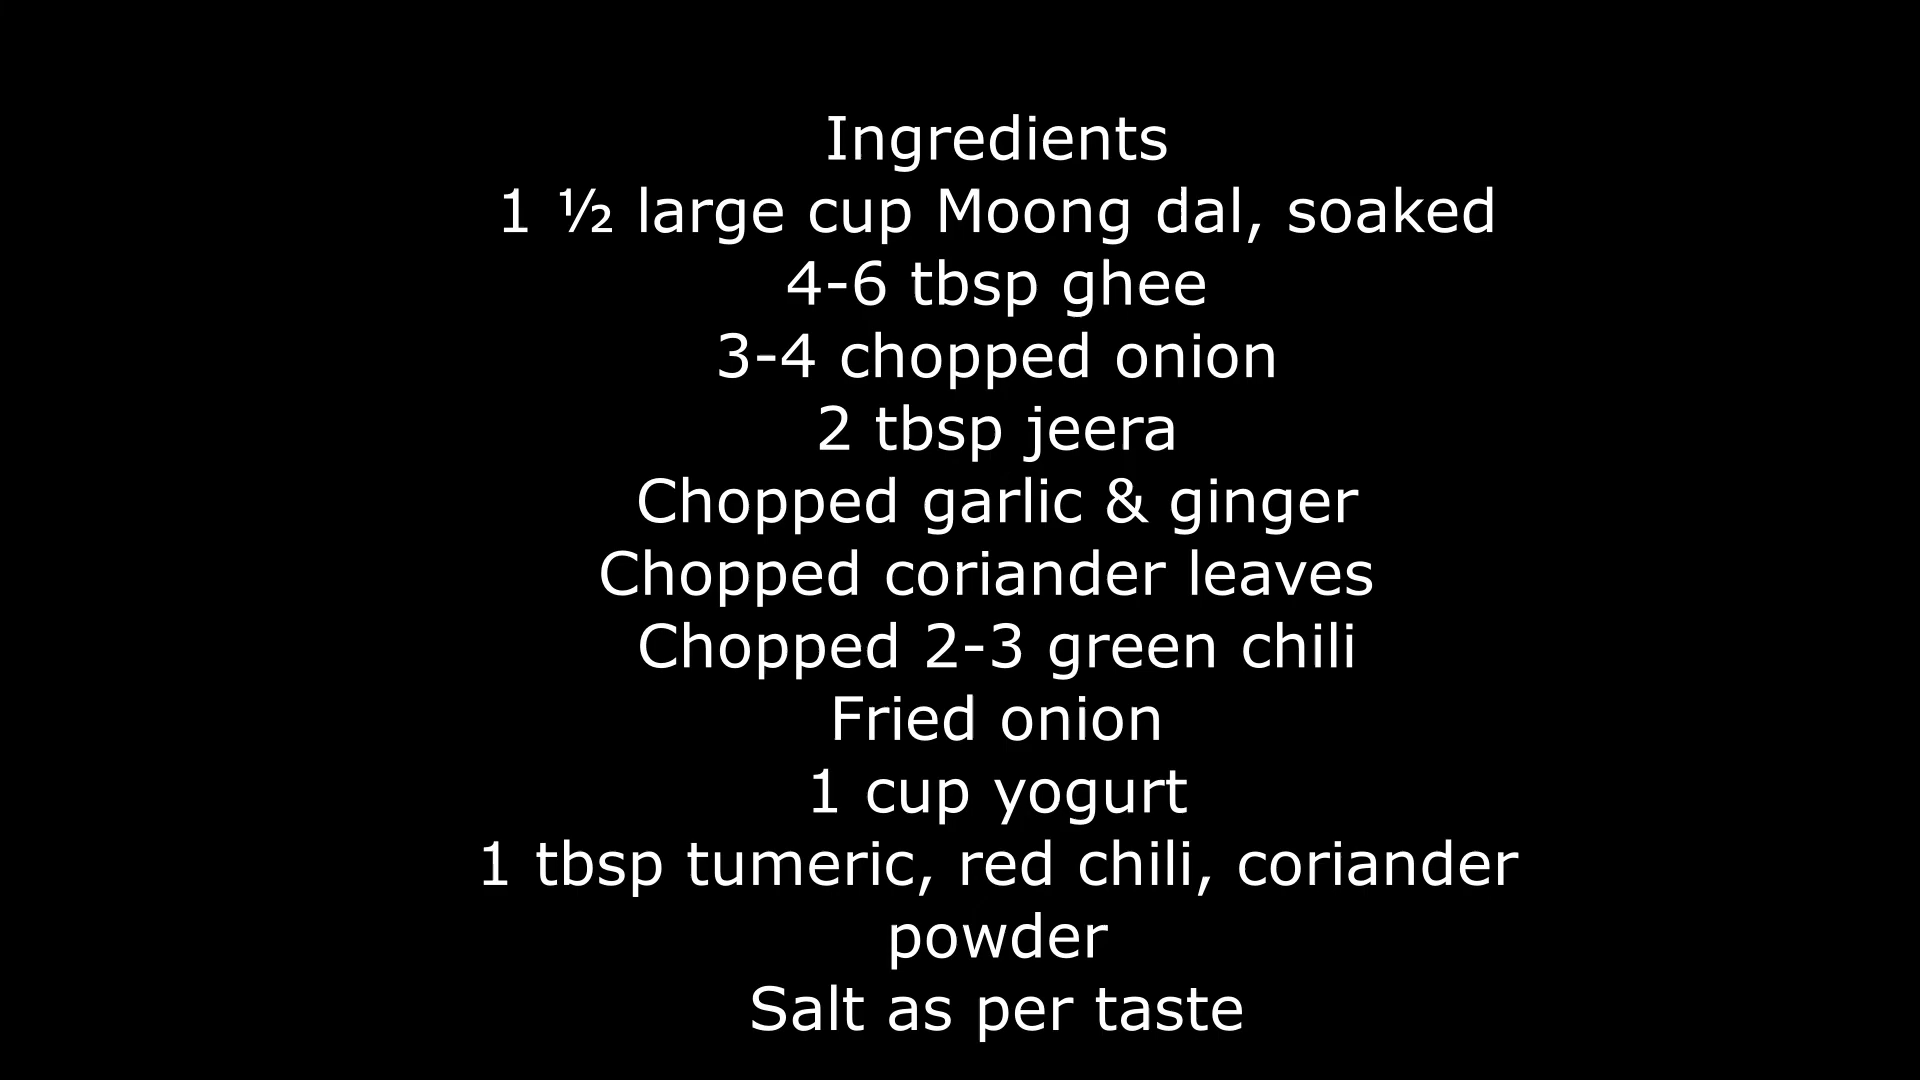 Ingredients
1 ½ large cup Moong dal, soaked
4-6 tbsp ghee
3-4 chopped onion
2 tbsp jeera
Chopped garlic & ginger
Chopped coriander leaves
Chopped 2-3 green chili
Fried onion
1 cup yogurt
1 tbsp tumeric, red chili, coriander
powder
Salt as per taste